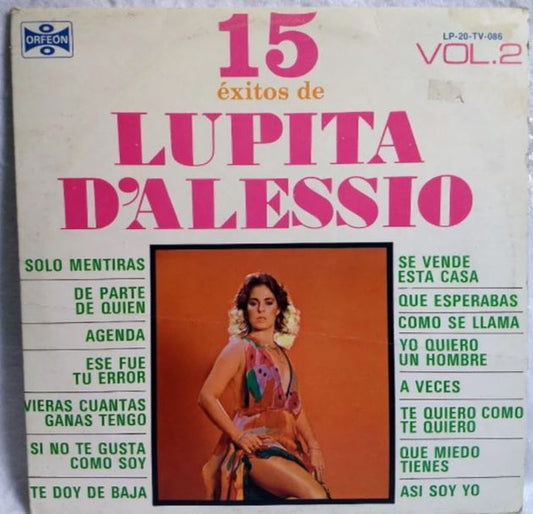 ORFEON
LP-20-TV-086
15
VOL.2
éxitos de
LUPITA
D'ALESSIO
SOLO MENTIRAS
DE PARTE
DE QUIEN
AGENDA
ESE FUE
TU ERROR
VIERAS CUANTAS
GANAS TENGO
SI NO TE GUSTA
COMO SOY
TE DOY DE BAJA
SE VENDE
ESTA CASA
QUE ESPERABAS
COMO SE LLAMA
YO QUIERO
UN HOMBRE
A VECES
TE QUIERO COMO
TE QUIERO
QUE MIEDO
TIENES
ASI SOY YO